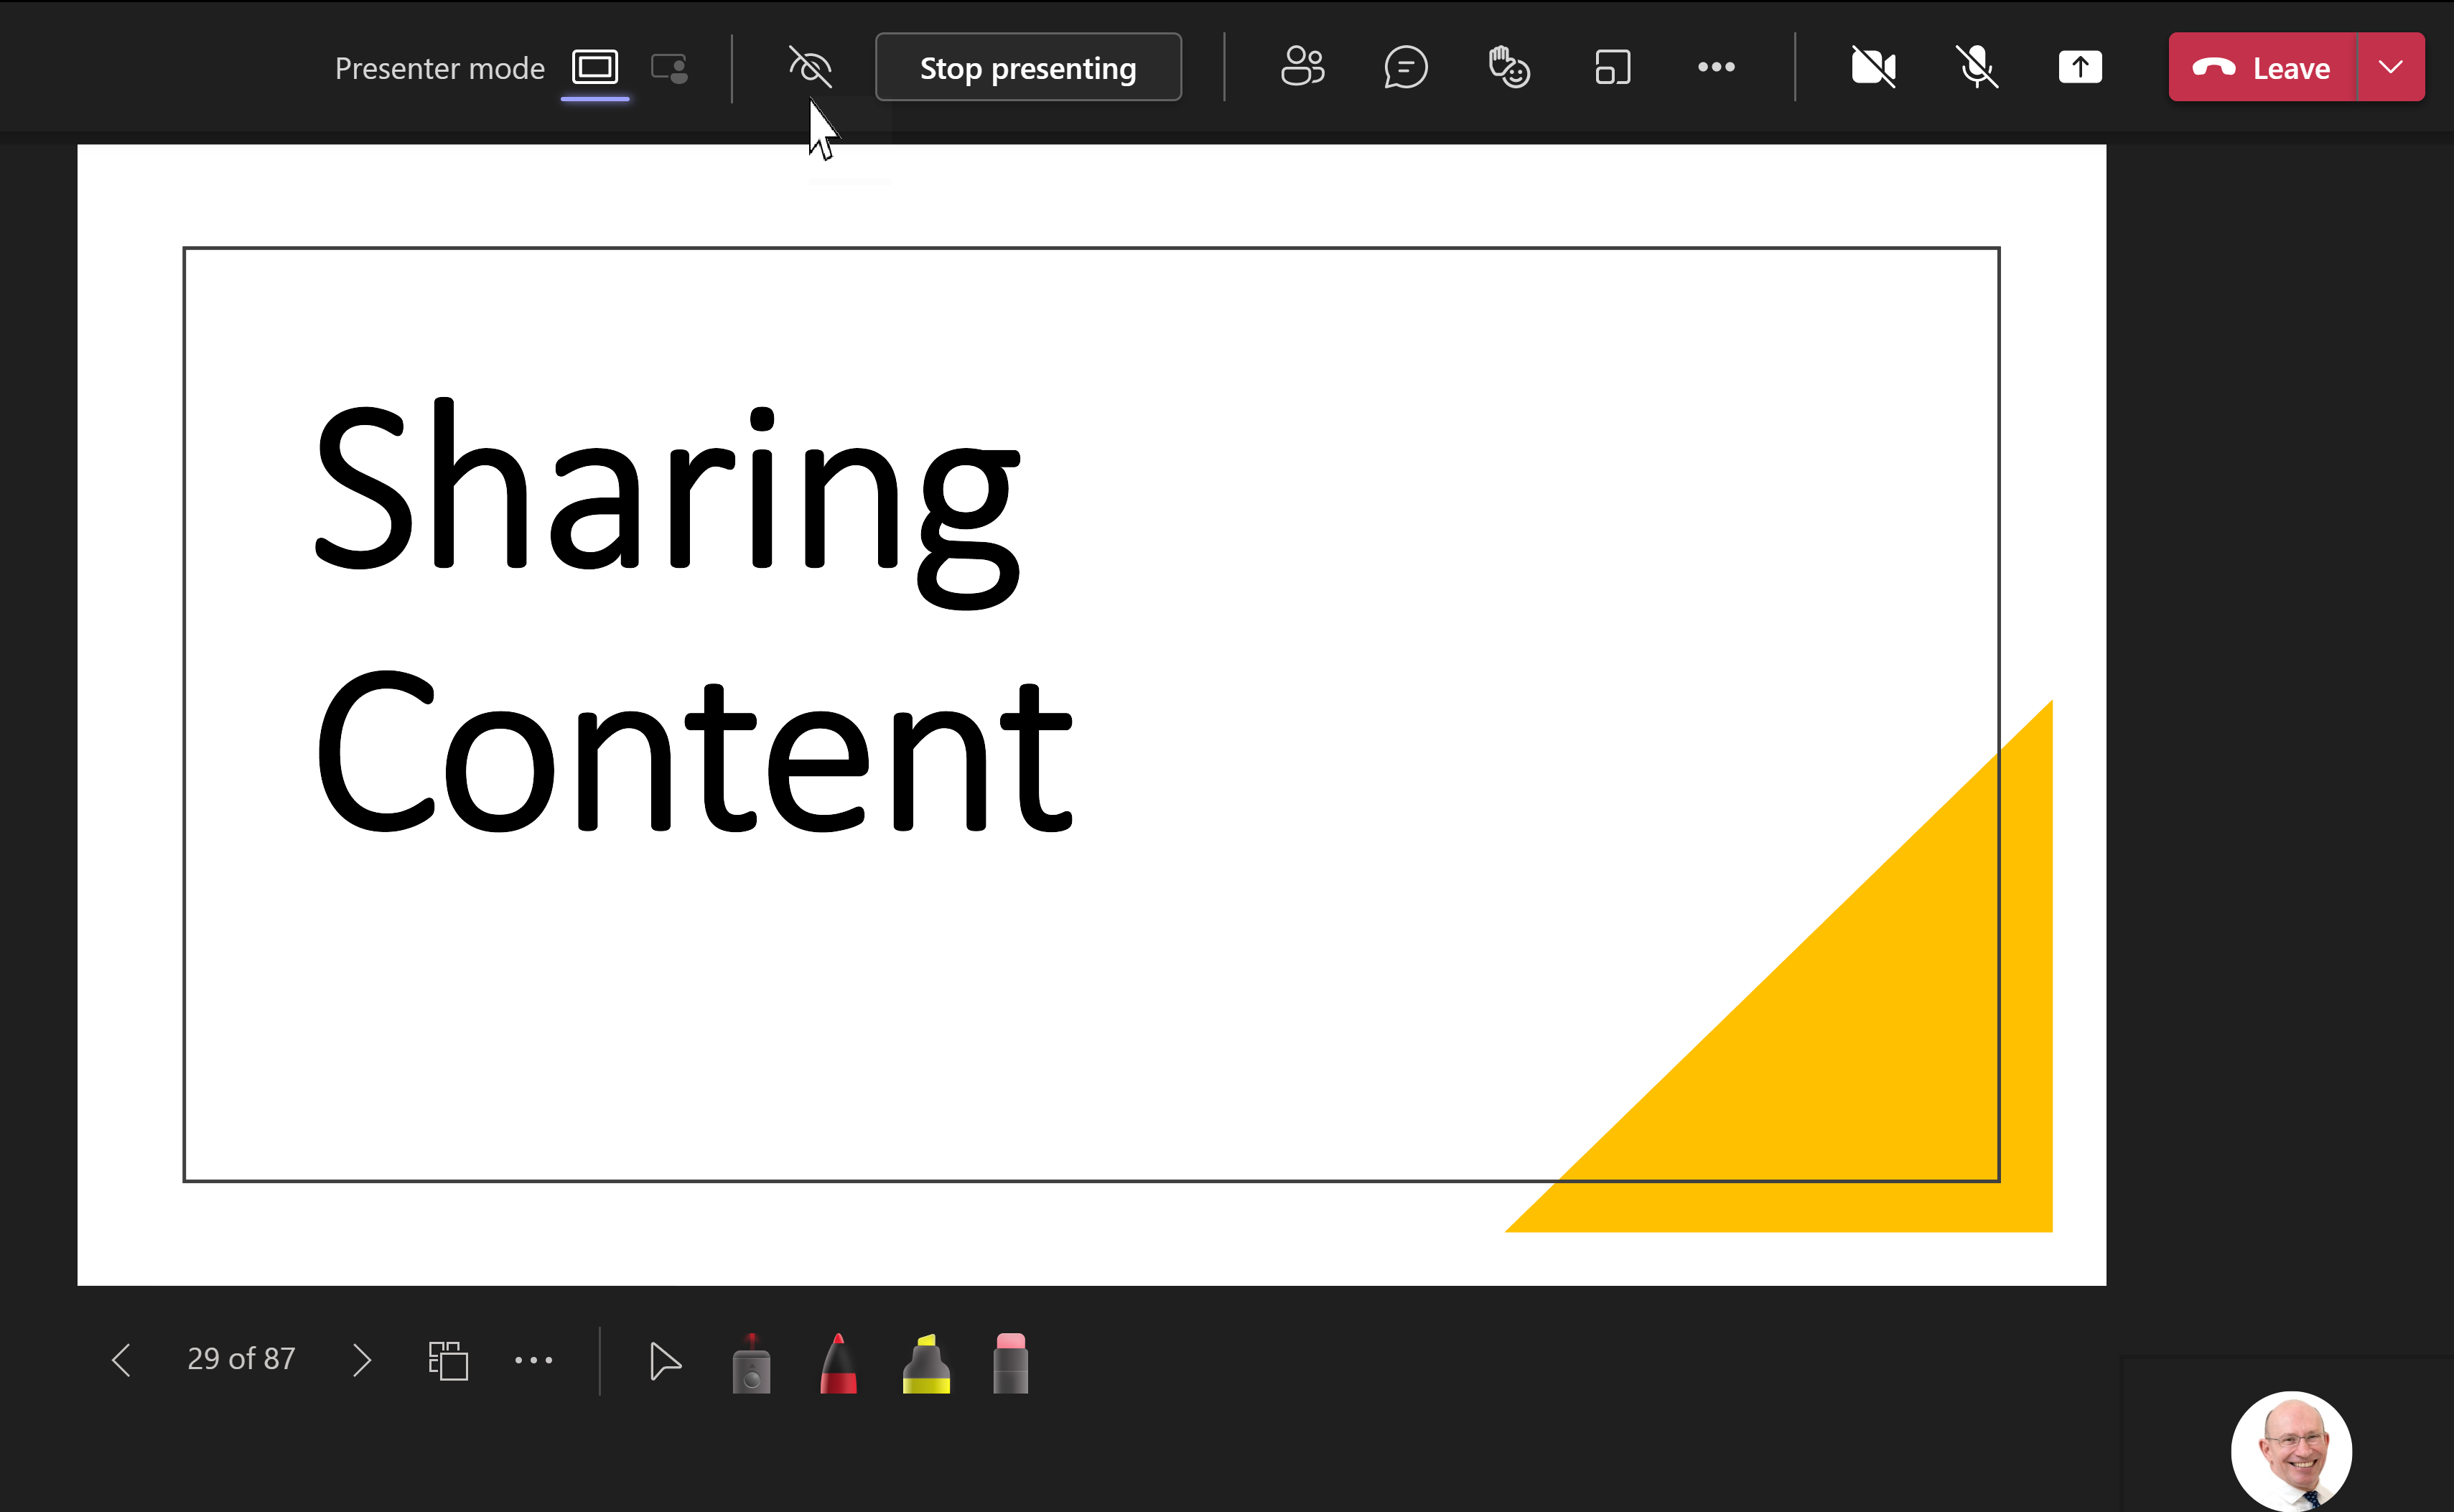 Presenter mode
Stop presenting
Leave
Sharing
Content
29 of 87